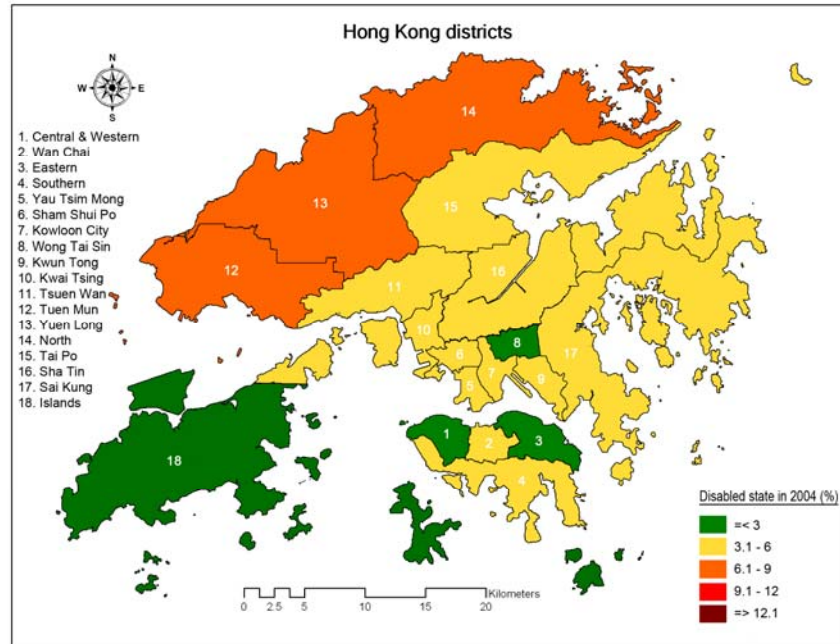 Hong Kong districts
N
W E
S
1. Central & Western
2. Wan Chai
3. Eastern
4. Southern
5. Yau Tsim Mong
6. Sham Shui Po
7. Kowloon City
8. Wong Tai Sin
9. Kwun Tong
10. Kwai Tsing
11. Tsuen Wan
12. Tuen Mun
13. Yuen Long
14. North
15. Tai Po
16. Sha Tin
17. Sai Kung
18. Islands
14
13
15
12
11
16
10
8
6
17
7
9
5
18
1
2
3
4
Disabled state in 2004 (%)
=< 3
3.1 - 6
6.1 - 9
9.1 - 12
=> 12.1
Kilometers
0 2.5 5 10 15 20